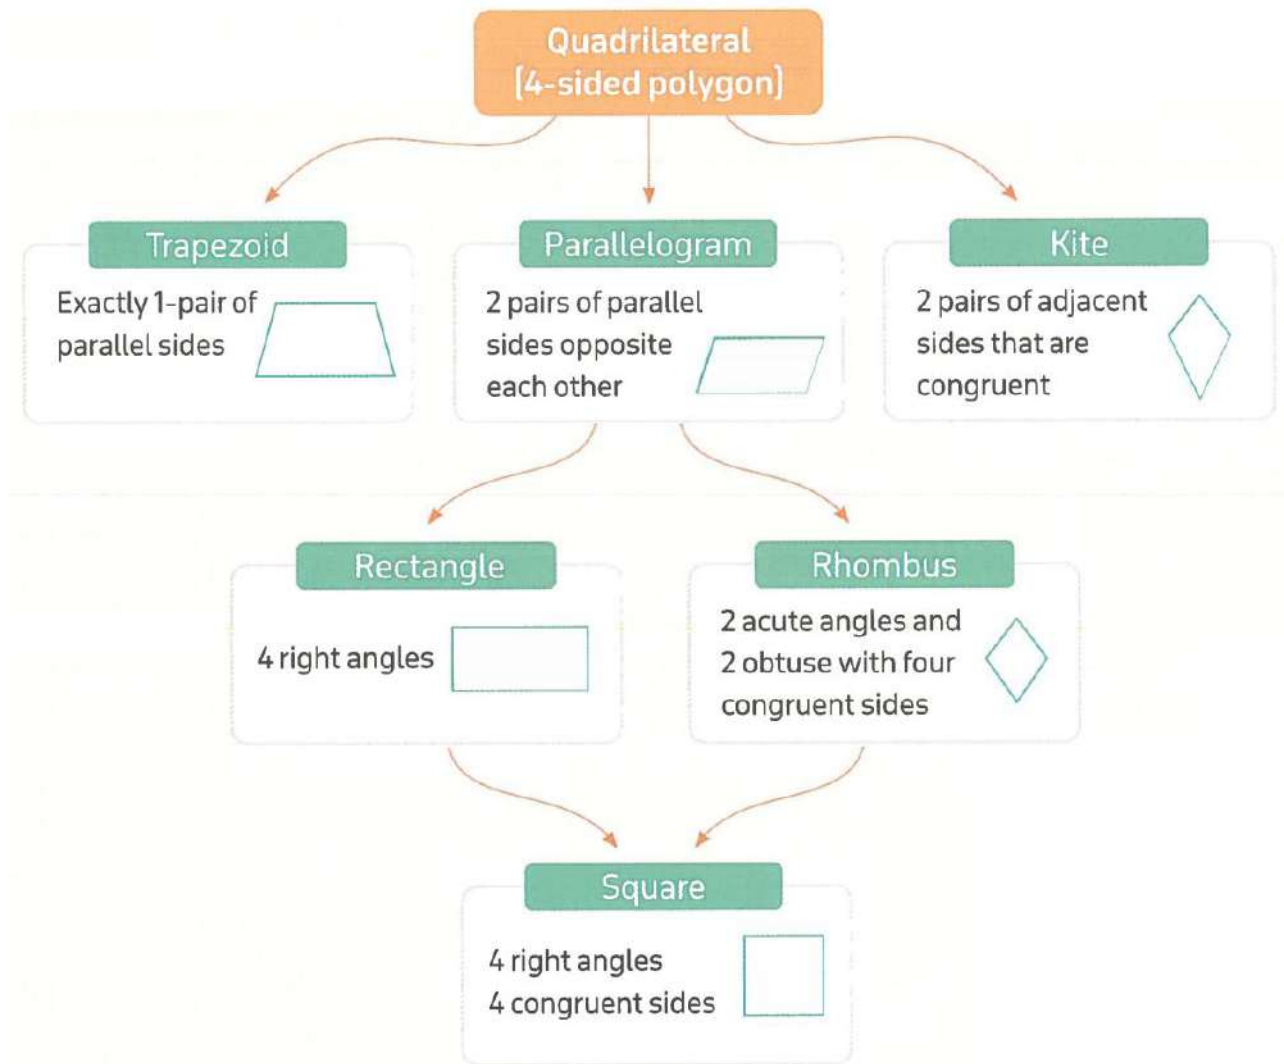 Quadrilateral
[4-sided polygon]
Trapezoid
Exactly 1-pair of
parallel sides
Parallelogram
2 pairs of parallel
sides opposite
each other
Kite
2 pairs of adjacent
sides that are
congruent
Rectangle
4 right angles
Rhombus
2 acute angles and
2 obtuse with four
congruent sides
Square
4 right angles
4 congruent sides